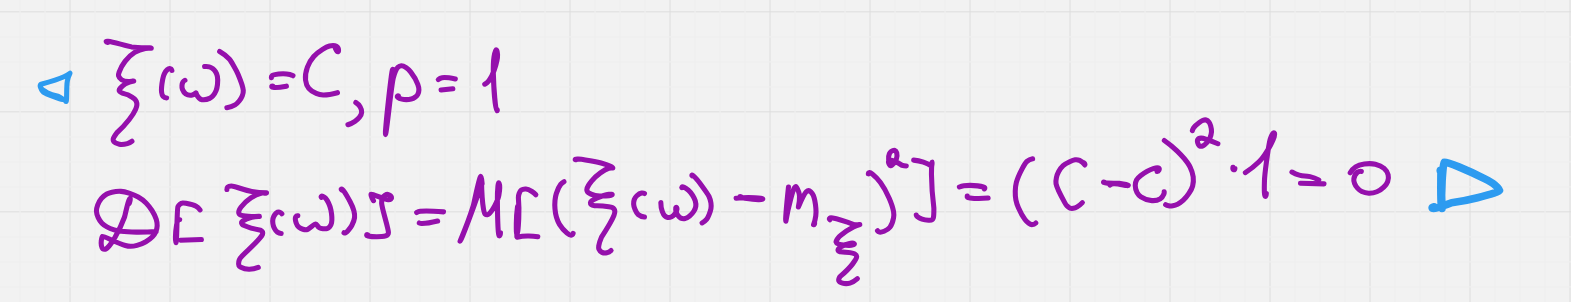 ◁ ξ(ω) = C, p = 1
D[ξ(ω)] = M[(ξ(ω) - m_ξ)²] = (C - C)² · 1 = 0 ▷